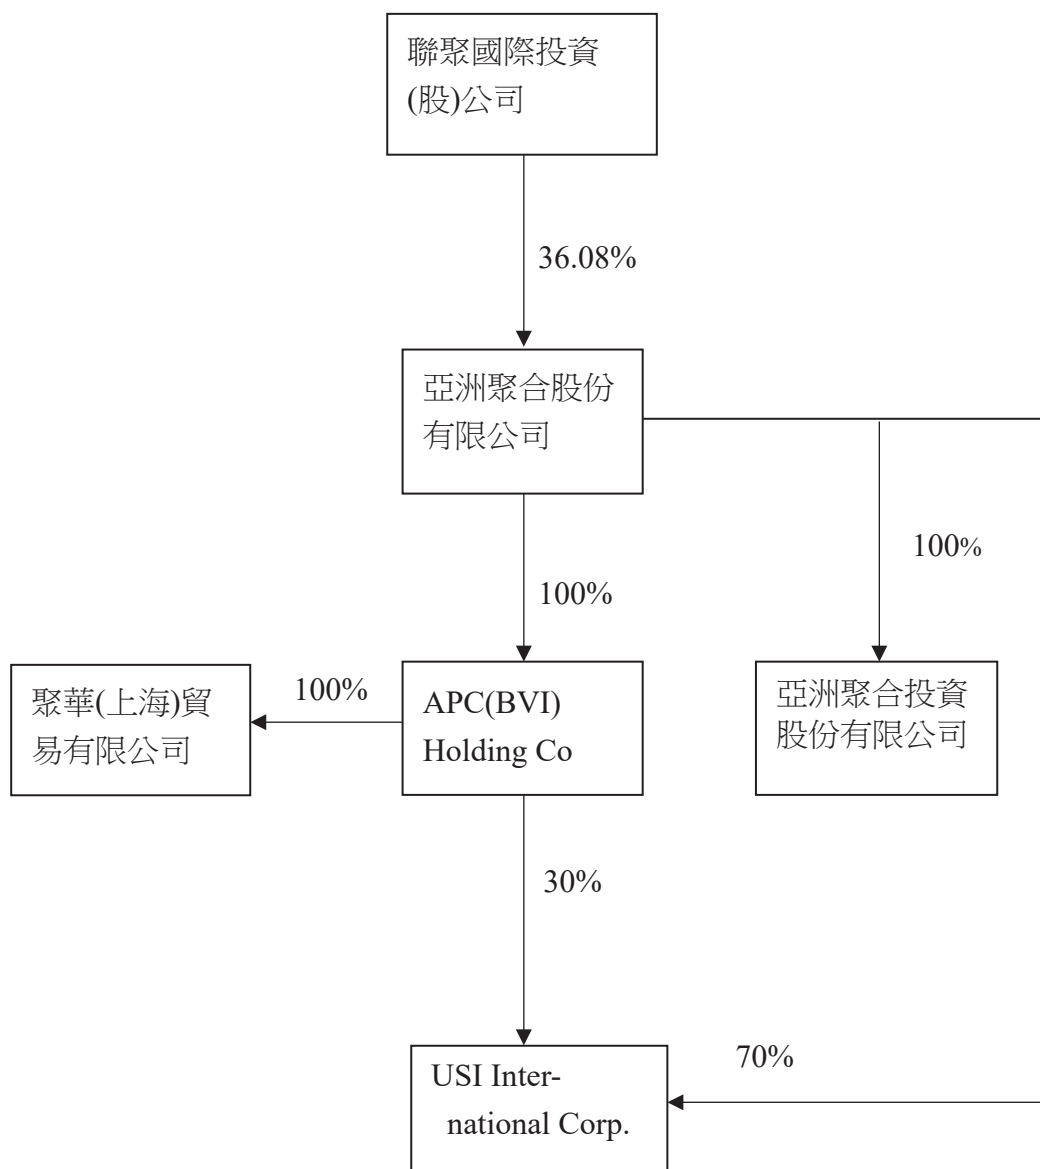 聯聚國際投資
(股)公司
36.08%
亞洲聚合股份
有限公司
100%
100%
聚華(上海)貿
易有限公司
100%
APC(BVI)
Holding Co
亞洲聚合投資
股份有限公司
30%
70%
USI Inter-
national Corp.